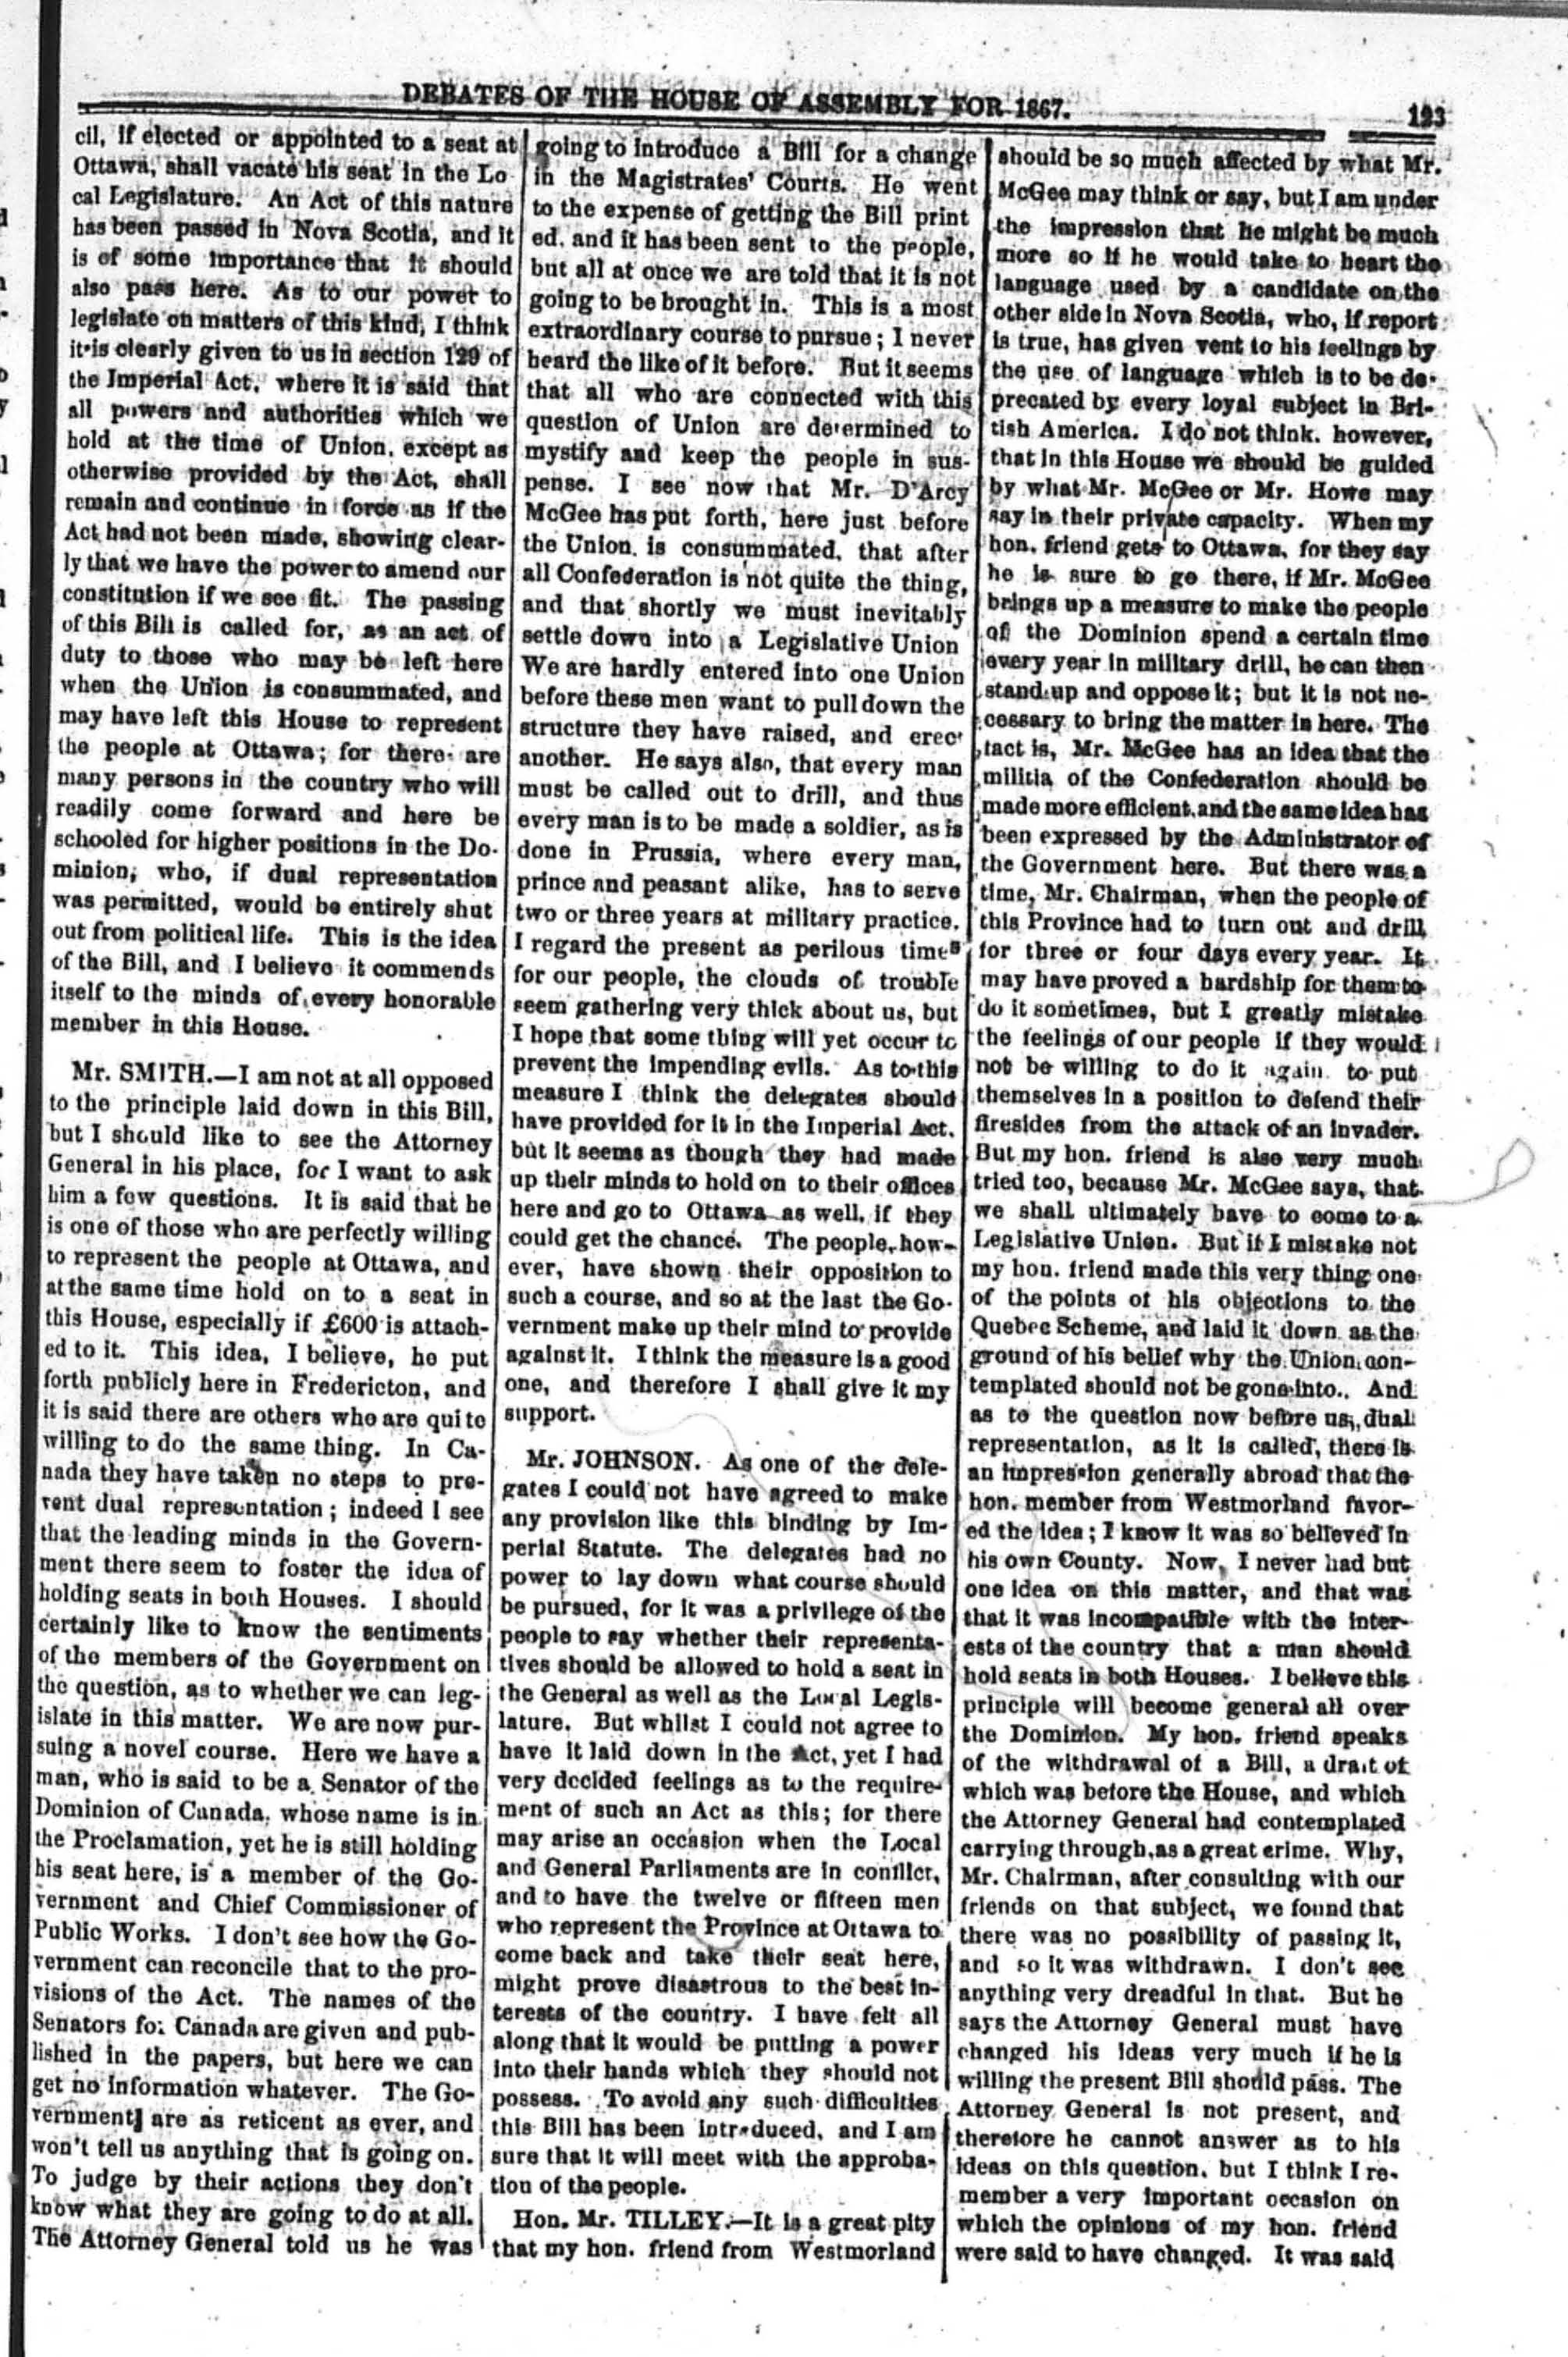 DEBATES OF THE HOUSE OF ASSEMBLY FOR 1867.
123
cil, if elected or appointed to a seat at
Ottawa, shall vacate his seat in the Lo
cal Legislature. An Act of this nature
has been passed in Nova Scotia, and it
is of some importance that it should
also pass here. As to our power to
legislate on matters of this kind, I think
it is clearly given to us in section 129 of
the Imperial Act, where it is said that
all powers and authorities which we
hold at the time of Union, except as
otherwise provided by the Act, shall
remain and continue in force as if the
Act had not been made, showing clear-
ly that we have the power to amend our
constitution if we see fit. The passing
of this Bill is called for, as an act of
duty to those who may be left here
when the Union is consummated, and
may have left this House to represent
the people at Ottawa; for there are
many persons in the country who will
readily come forward and here be
schooled for higher positions in the Do-
minion, who, if dual representation
was permitted, would be entirely shut
out from political life. This is the idea
of the Bill, and I believe it commends
itself to the minds of every honorable
member in this House.
Mr. SMITH.—I am not at all opposed
to the principle laid down in this Bill,
but I should like to see the Attorney
General in his place, for I want to ask
him a few questions. It is said that he
is one of those who are perfectly willing
to represent the people at Ottawa, and
at the same time hold on to a seat in
this House, especially if £600 is attach-
ed to it. This idea, I believe, he put
forth publicly here in Fredericton, and
it is said there are others who are quite
willing to do the same thing. In Ca-
nada they have taken no steps to pre-
vent dual representation; indeed I see
that the leading minds in the Govern-
ment there seem to foster the idea of
holding seats in both Houses. I should
certainly like to know the sentiments
of the members of the Government on
the question, as to whether we can leg-
islate in this matter. We are now pur-
suing a novel course. Here we have a
man, who is said to be a Senator of the
Dominion of Canada, whose name is in
the Proclamation, yet he is still holding
his seat here, is a member of the Go-
vernment and Chief Commissioner of
Public Works. I don't see how the Go-
vernment can reconcile that to the pro-
visions of the Act. The names of the
Senators for Canada are given and pub-
lished in the papers, but here we can
get no information whatever. The Go-
vernment] are as reticent as ever, and
won't tell us anything that is going on.
To judge by their actions they don't
know what they are going to do at all.
The Attorney General told us he was
going to introduce a Bill for a change
in the Magistrates' Courts. He went
to the expense of getting the Bill print
ed, and it has been sent to the people,
but all at once we are told that it is not
going to be brought in. This is a most
extraordinary course to pursue; I never
heard the like of it before. But it seems
that all who are connected with this
question of Union are determined to
mystify and keep the people in sus-
pense. I see now that Mr. D'Arcy
McGee has put forth, here just before
the Union is consummated, that after
all Confederation is not quite the thing,
and that shortly we must inevitably
settle down into a Legislative Union
We are hardly entered into one Union
before these men want to pull down the
structure they have raised, and erect
another. He says also, that every man
must be called out to drill, and thus
every man is to be made a soldier, as is
done in Prussia, where every man,
prince and peasant alike, has to serve
two or three years at military practice.
I regard the present as perilous times
for our people, the clouds of trouble
seem gathering very thick about us, but
I hope that some thing will yet occur to
prevent the impending evils. As to this
measure I think the delegates should
have provided for it in the Imperial Act,
but it seems as though they had made
up their minds to hold on to their offices
here and go to Ottawa as well, if they
could get the chance. The people, how-
ever, have shown their opposition to
such a course, and so at the last the Go-
vernment make up their mind to provide
against it. I think the measure is a good
one, and therefore I shall give it my
support.
Mr. JOHNSON. As one of the dele-
gates I could not have agreed to make
any provision like this binding by Im-
perial Statute. The delegates had no
power to lay down what course should
be pursued, for it was a privilege of the
people to say whether their representa-
tives should be allowed to hold a seat in
the General as well as the Local Legis-
lature. But whilst I could not agree to
have it laid down in the Act, yet I had
very decided feelings as to the require-
ment of such an Act as this; for there
may arise an occasion when the Local
and General Parliaments are in conflict,
and to have the twelve or fifteen men
who represent the Province at Ottawa to
come back and take their seat here,
might prove disastrous to the best in-
terests of the country. I have felt all
along that it would be putting a power
into their hands which they should not
possess. To avoid any such difficulties
this Bill has been introduced, and I am
sure that it will meet with the approba-
tion of the people.
Hon. Mr. TILLEY.—It is a great pity
that my hon. friend from Westmorland
should be so much affected by what Mr.
McGee may think or say, but I am under
the impression that he might be much
more so if he would take to heart the
language used by a candidate on the
other side in Nova Scotia, who, if report
is true, has given vent to his feelings by
the use of language which is to be de-
precated by every loyal subject in Bri-
tish America. I do not think, however,
that in this House we should be guided
by what Mr. McGee or Mr. Howe may
say in their private capacity. When my
hon. friend gets to Ottawa, for they say
he is sure to go there, if Mr. McGee
brings up a measure to make the people
of the Dominion spend a certain time
every year in military drill, he can then
stand up and oppose it; but it is not ne-
cessary to bring the matter in here. The
fact is, Mr. McGee has an idea that the
militia of the Confederation should be
made more efficient, and the same idea has
been expressed by the Administrator of
the Government here. But there was a
time, Mr. Chairman, when the people of
this Province had to turn out and drill
for three or four days every year. It
may have proved a hardship for them to
do it sometimes, but I greatly mistake
the feelings of our people if they would
not be willing to do it again to put
themselves in a position to defend their
firesides from the attack of an invader.
But my hon. friend is also very much
tried too, because Mr. McGee says, that
we shall ultimately have to come to a
Legislative Union. But if I mistake not
my hon. friend made this very thing one
of the points of his objections to the
Quebec Scheme, and laid it down as the
ground of his belief why the Union con-
templated should not be gone into. And
as to the question now before us, dual
representation, as it is called, there is
an impression generally abroad that the
hon. member from Westmorland favor-
ed the idea; I know it was so believed in
his own County. Now, I never had but
one idea on this matter, and that was
that it was incompatible with the inter-
ests of the country that a man should
hold seats in both Houses. I believe this
principle will become general all over
the Dominion. My hon. friend speaks
of the withdrawal of a Bill, a draft of
which was before the House, and which
the Attorney General had contemplated
carrying through, as a great crime. Why,
Mr. Chairman, after consulting with our
friends on that subject, we found that
there was no possibility of passing it,
and so it was withdrawn. I don't see
anything very dreadful in that. But he
says the Attorney General must have
changed his ideas very much if he is
willing the present Bill should pass. The
Attorney General is not present, and
therefore he cannot answer as to his
ideas on this question, but I think I re-
member a very important occasion on
which the opinions of my hon. friend
were said to have changed. It was said